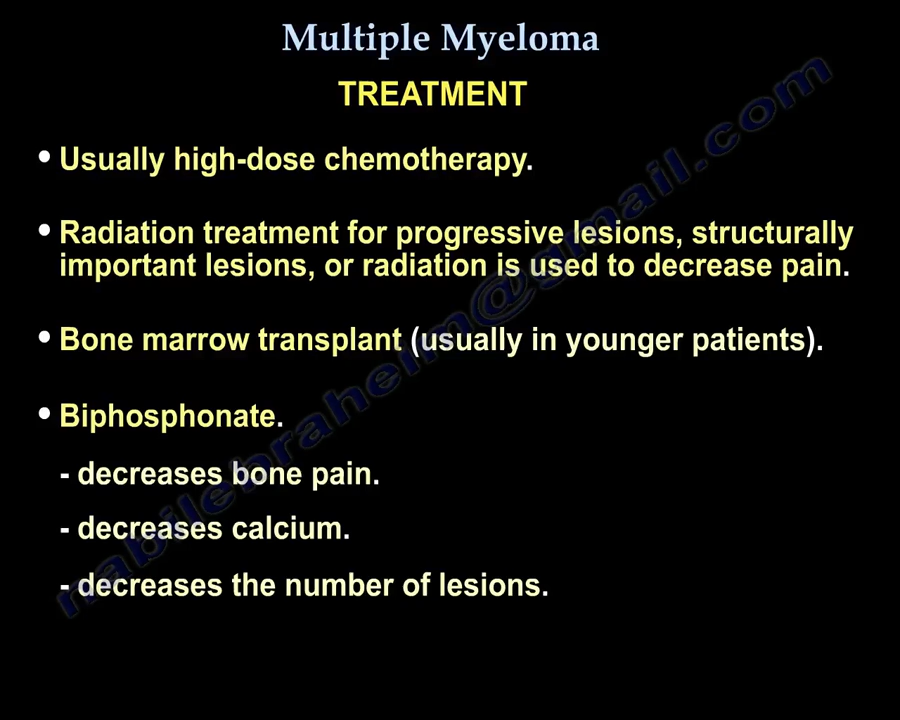 Multiple Myeloma
TREATMENT
• Usually high-dose chemotherapy.
• Radiation treatment for progressive lesions, structurally
important lesions, or radiation is used to decrease pain.
• Bone marrow transplant (usually in younger patients).
• Biphosphonate.
- decreases bone pain.
- decreases calcium.
- decreases the number of lesions.
nabilebraheim@gmail.com